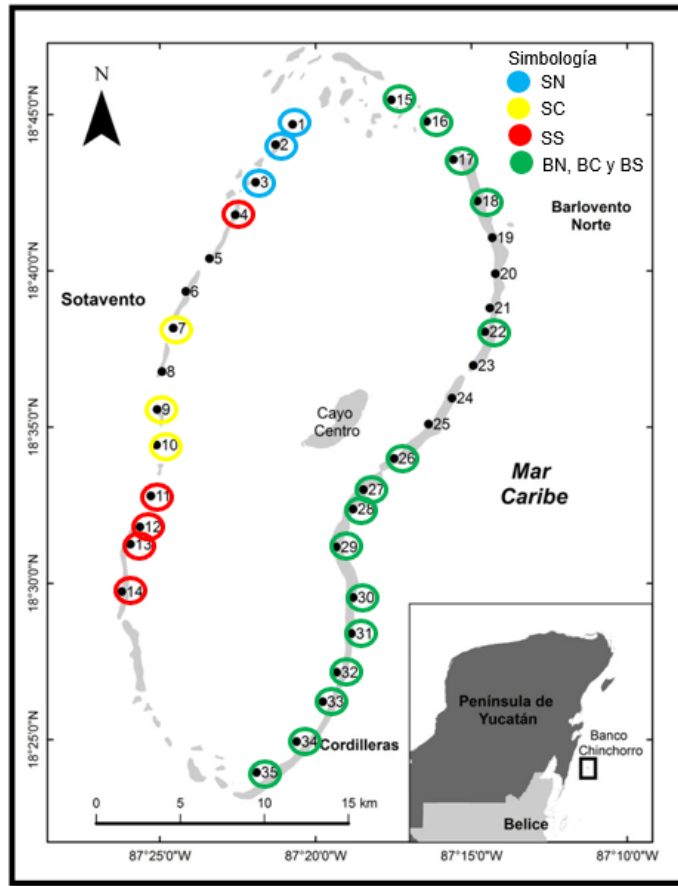 Simbología
SN
SC
SS
BN, BC y BS
N
18°45'0"N
18°40'0"N
18°35'0"N
18°30'0"N
18°25'0"N
1
2
3
4
5
6
7
8
9
10
11
12
13
14
15
16
17
18
19
20
21
22
23
24
25
26
27
28
29
30
31
32
33
34
35
Barlovento
Norte
Sotavento
Cayo
Centro
Mar
Caribe
Cordilleras
Península de
Yucatán
Banco
Chinchorro
Belice
0 5 10 15 km
87°25'0"W 87°20'0"W 87°15'0"W 87°10'0"W